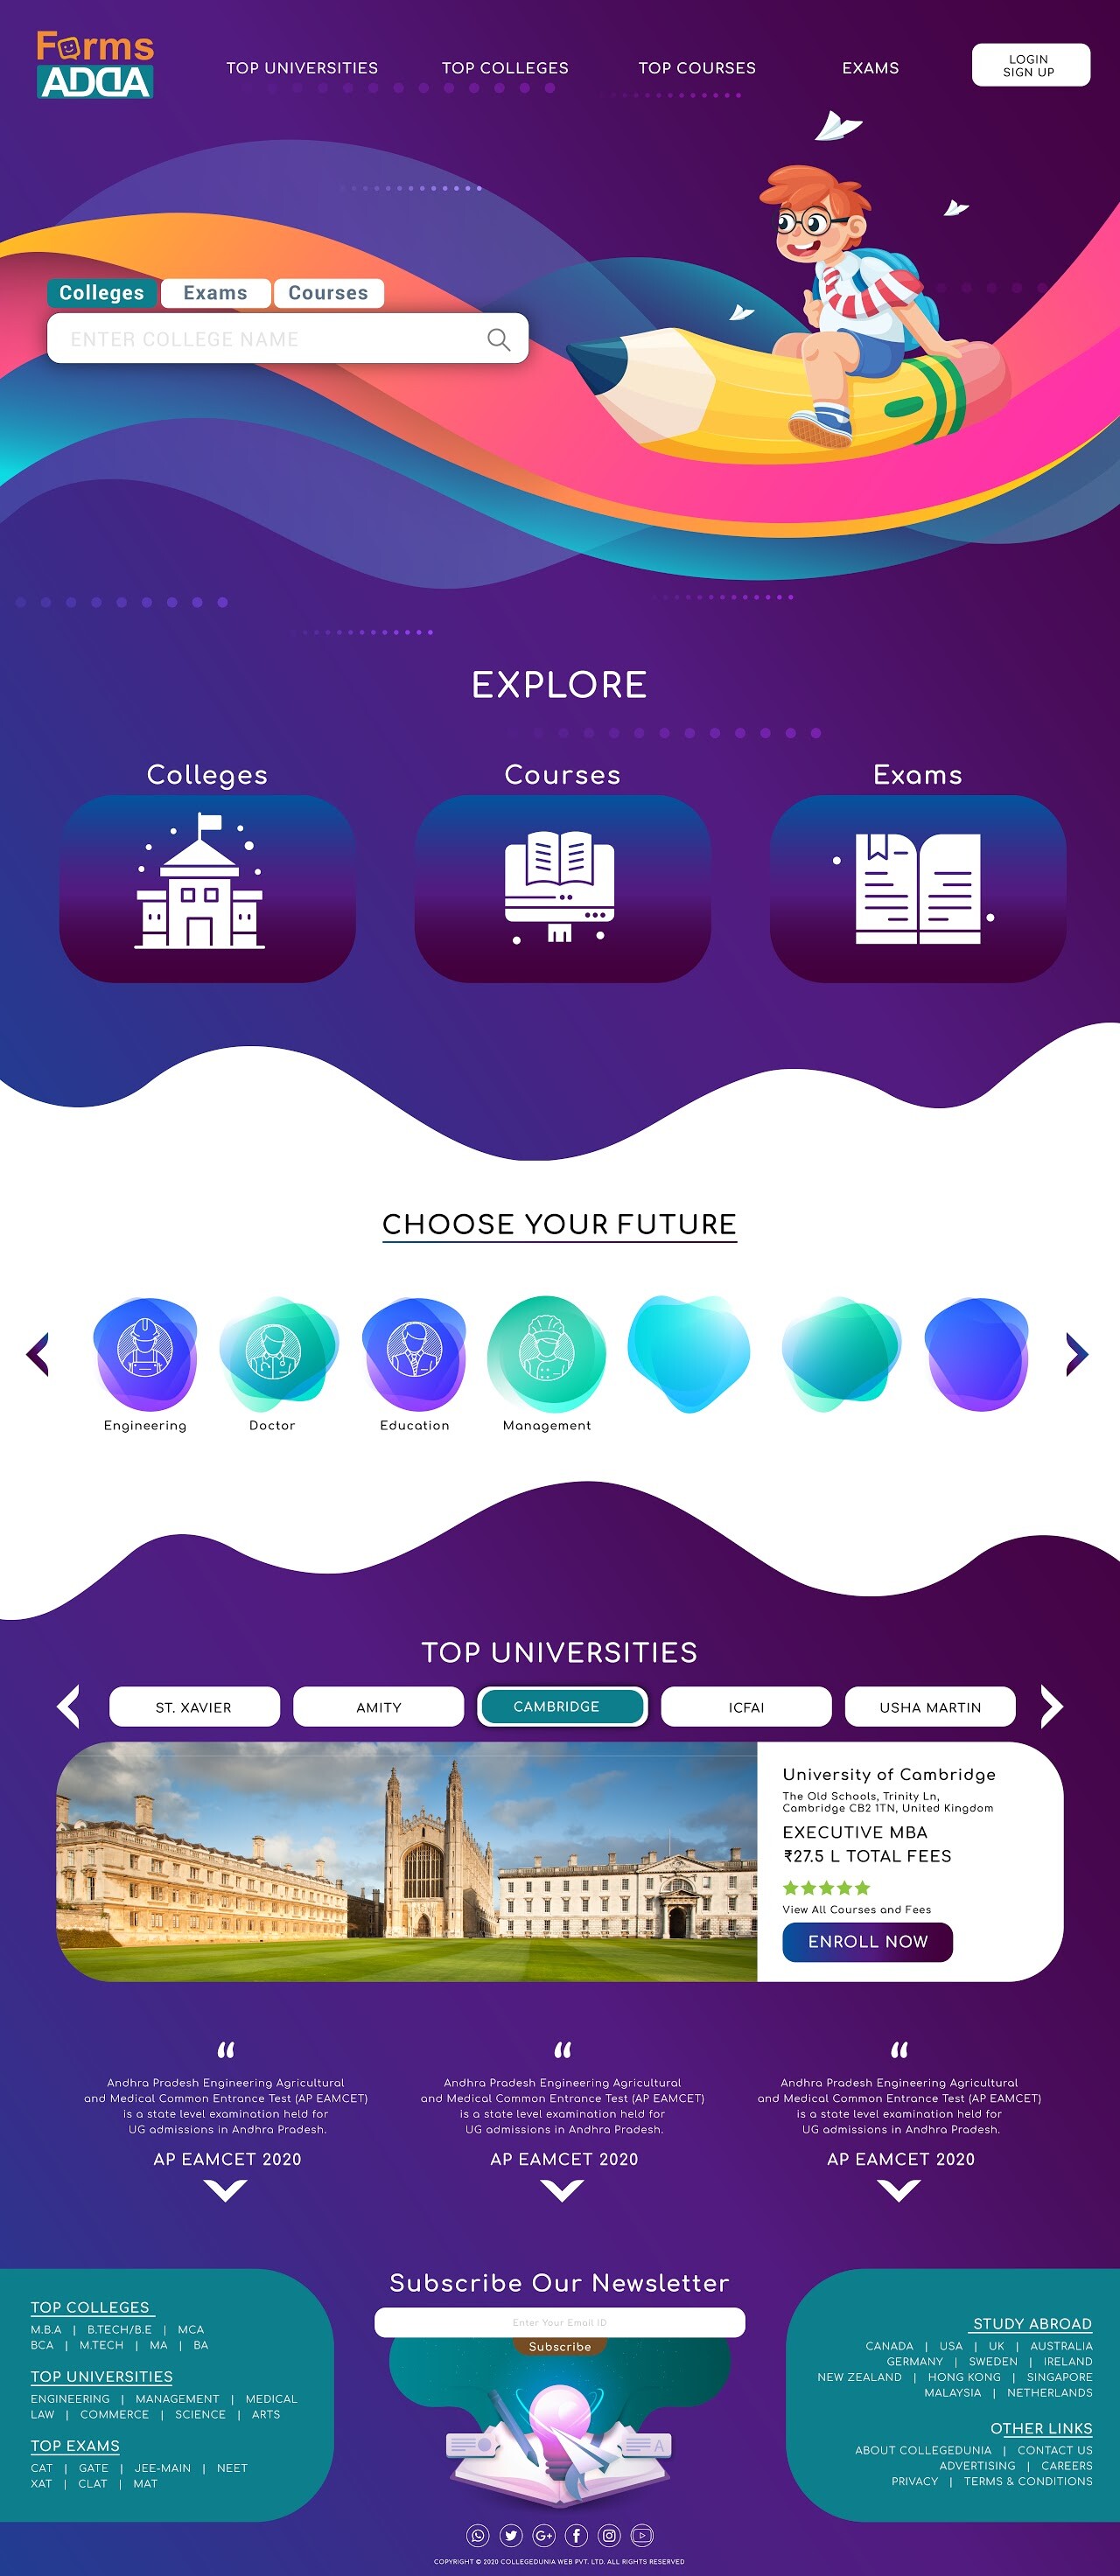 Forms
ADDA
TOP UNIVERSITIES
TOP COLLEGES
TOP COURSES
EXAMS
LOGIN
SIGN UP
Colleges
Exams
Courses
ENTER COLLEGE NAME
EXPLORE
Colleges
Courses
Exams
CHOOSE YOUR FUTURE
Engineering
Doctor
Education
Management
TOP UNIVERSITIES
ST. XAVIER
AMITY
CAMBRIDGE
ICFAI
USHA MARTIN
University of Cambridge
The Old Schools, Trinity Ln,
Cambridge CB2 1TN, United Kingdom
EXECUTIVE MBA
₹27.5 L TOTAL FEES
View All Courses and Fees
ENROLL NOW
“
Andhra Pradesh Engineering Agricultural
and Medical Common Entrance Test (AP EAMCET)
is a state level examination held for
UG admissions in Andhra Pradesh.
AP EAMCET 2020
“
Andhra Pradesh Engineering Agricultural
and Medical Common Entrance Test (AP EAMCET)
is a state level examination held for
UG admissions in Andhra Pradesh.
AP EAMCET 2020
“
Andhra Pradesh Engineering Agricultural
and Medical Common Entrance Test (AP EAMCET)
is a state level examination held for
UG admissions in Andhra Pradesh.
AP EAMCET 2020
TOP COLLEGES
M.B.A | B.TECH/B.E | MCA
BCA | M.TECH | MA | BA
TOP UNIVERSITIES
ENGINEERING | MANAGEMENT | MEDICAL
LAW | COMMERCE | SCIENCE | ARTS
TOP EXAMS
CAT | GATE | JEE-MAIN | NEET
XAT | CLAT | MAT
Subscribe Our Newsletter
Enter Your Email ID
Subscribe
A
G+
COPYRIGHT © 2020 COLLEGEDUNIA WEB PVT. LTD. ALL RIGHTS RESERVED
STUDY ABROAD
CANADA | USA | UK | AUSTRALIA
GERMANY | SWEDEN | IRELAND
NEW ZEALAND | HONG KONG | SINGAPORE
MALAYSIA | NETHERLANDS
OTHER LINKS
ABOUT COLLEGEDUNIA | CONTACT US
ADVERTISING | CAREERS
PRIVACY | TERMS & CONDITIONS